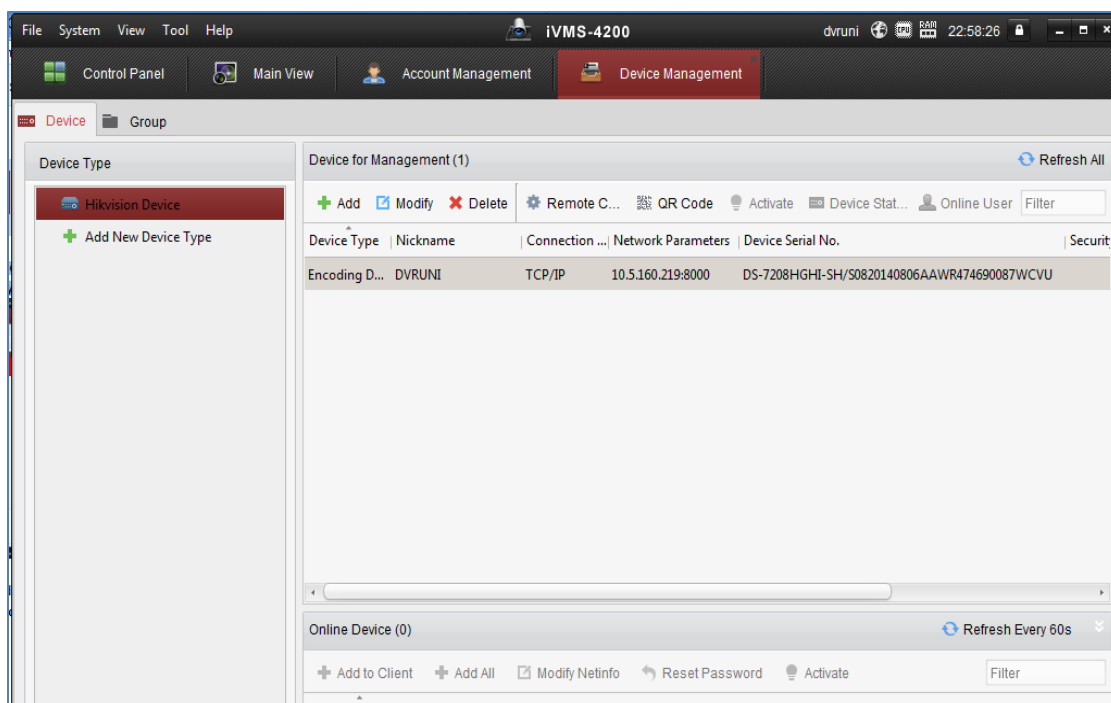 File System View Tool Help iVMS-4200 dvruni CPU RAM 22:58:26
Control Panel Main View Account Management Device Management
Device Group
Device Type Device for Management (1) Refresh All
Hikvision Device Add Modify Delete Remote C... QR Code Activate Device Stat... Online User Filter
Add New Device Type Device Type Nickname Connection ... Network Parameters Device Serial No. Securit
Encoding D... DVRUNI TCP/IP 10.5.160.219:8000 DS-7208HGHI-SH/S0820140806AAWR474690087WCVU
Online Device (0) Refresh Every 60s
Add to Client Add All Modify Netinfo Reset Password Activate Filter